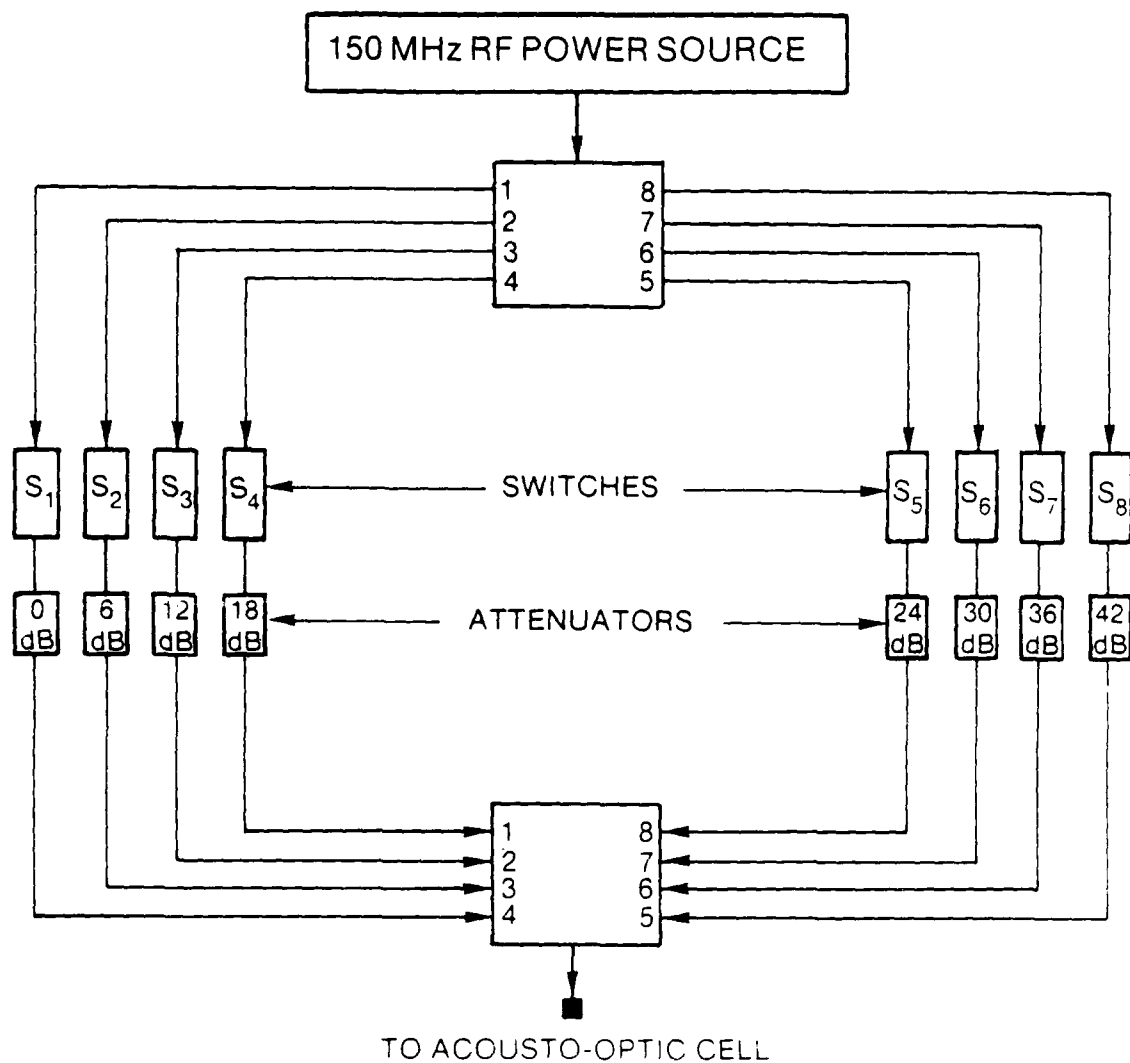 150 MHz RF POWER SOURCE
1 8
2 7
3 6
4 5
S1 S2 S3 S4 SWITCHES S5 S6 S7 S8
0 dB 6 dB 12 dB 18 dB ATTENUATORS 24 dB 30 dB 36 dB 42 dB
1 8
2 7
3 6
4 5
TO ACOUSTO-OPTIC CELL